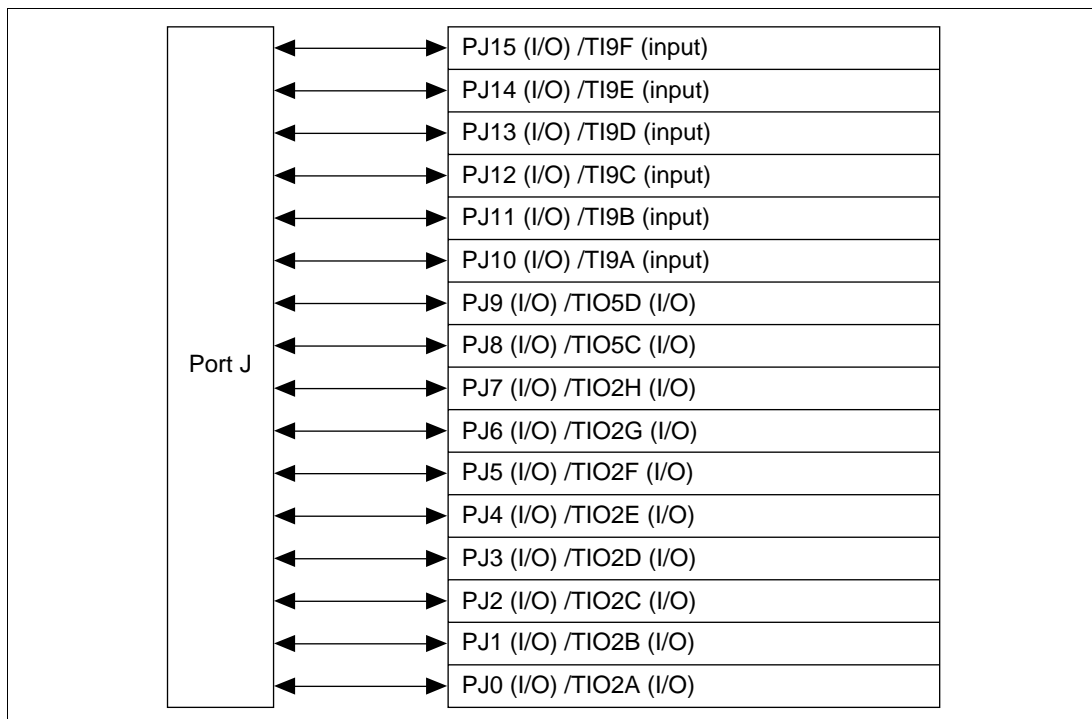 PJ15 (I/O) /TI9F (input)
PJ14 (I/O) /TI9E (input)
PJ13 (I/O) /TI9D (input)
PJ12 (I/O) /TI9C (input)
PJ11 (I/O) /TI9B (input)
PJ10 (I/O) /TI9A (input)
PJ9 (I/O) /TIO5D (I/O)
PJ8 (I/O) /TIO5C (I/O)
Port J
PJ7 (I/O) /TIO2H (I/O)
PJ6 (I/O) /TIO2G (I/O)
PJ5 (I/O) /TIO2F (I/O)
PJ4 (I/O) /TIO2E (I/O)
PJ3 (I/O) /TIO2D (I/O)
PJ2 (I/O) /TIO2C (I/O)
PJ1 (I/O) /TIO2B (I/O)
PJ0 (I/O) /TIO2A (I/O)